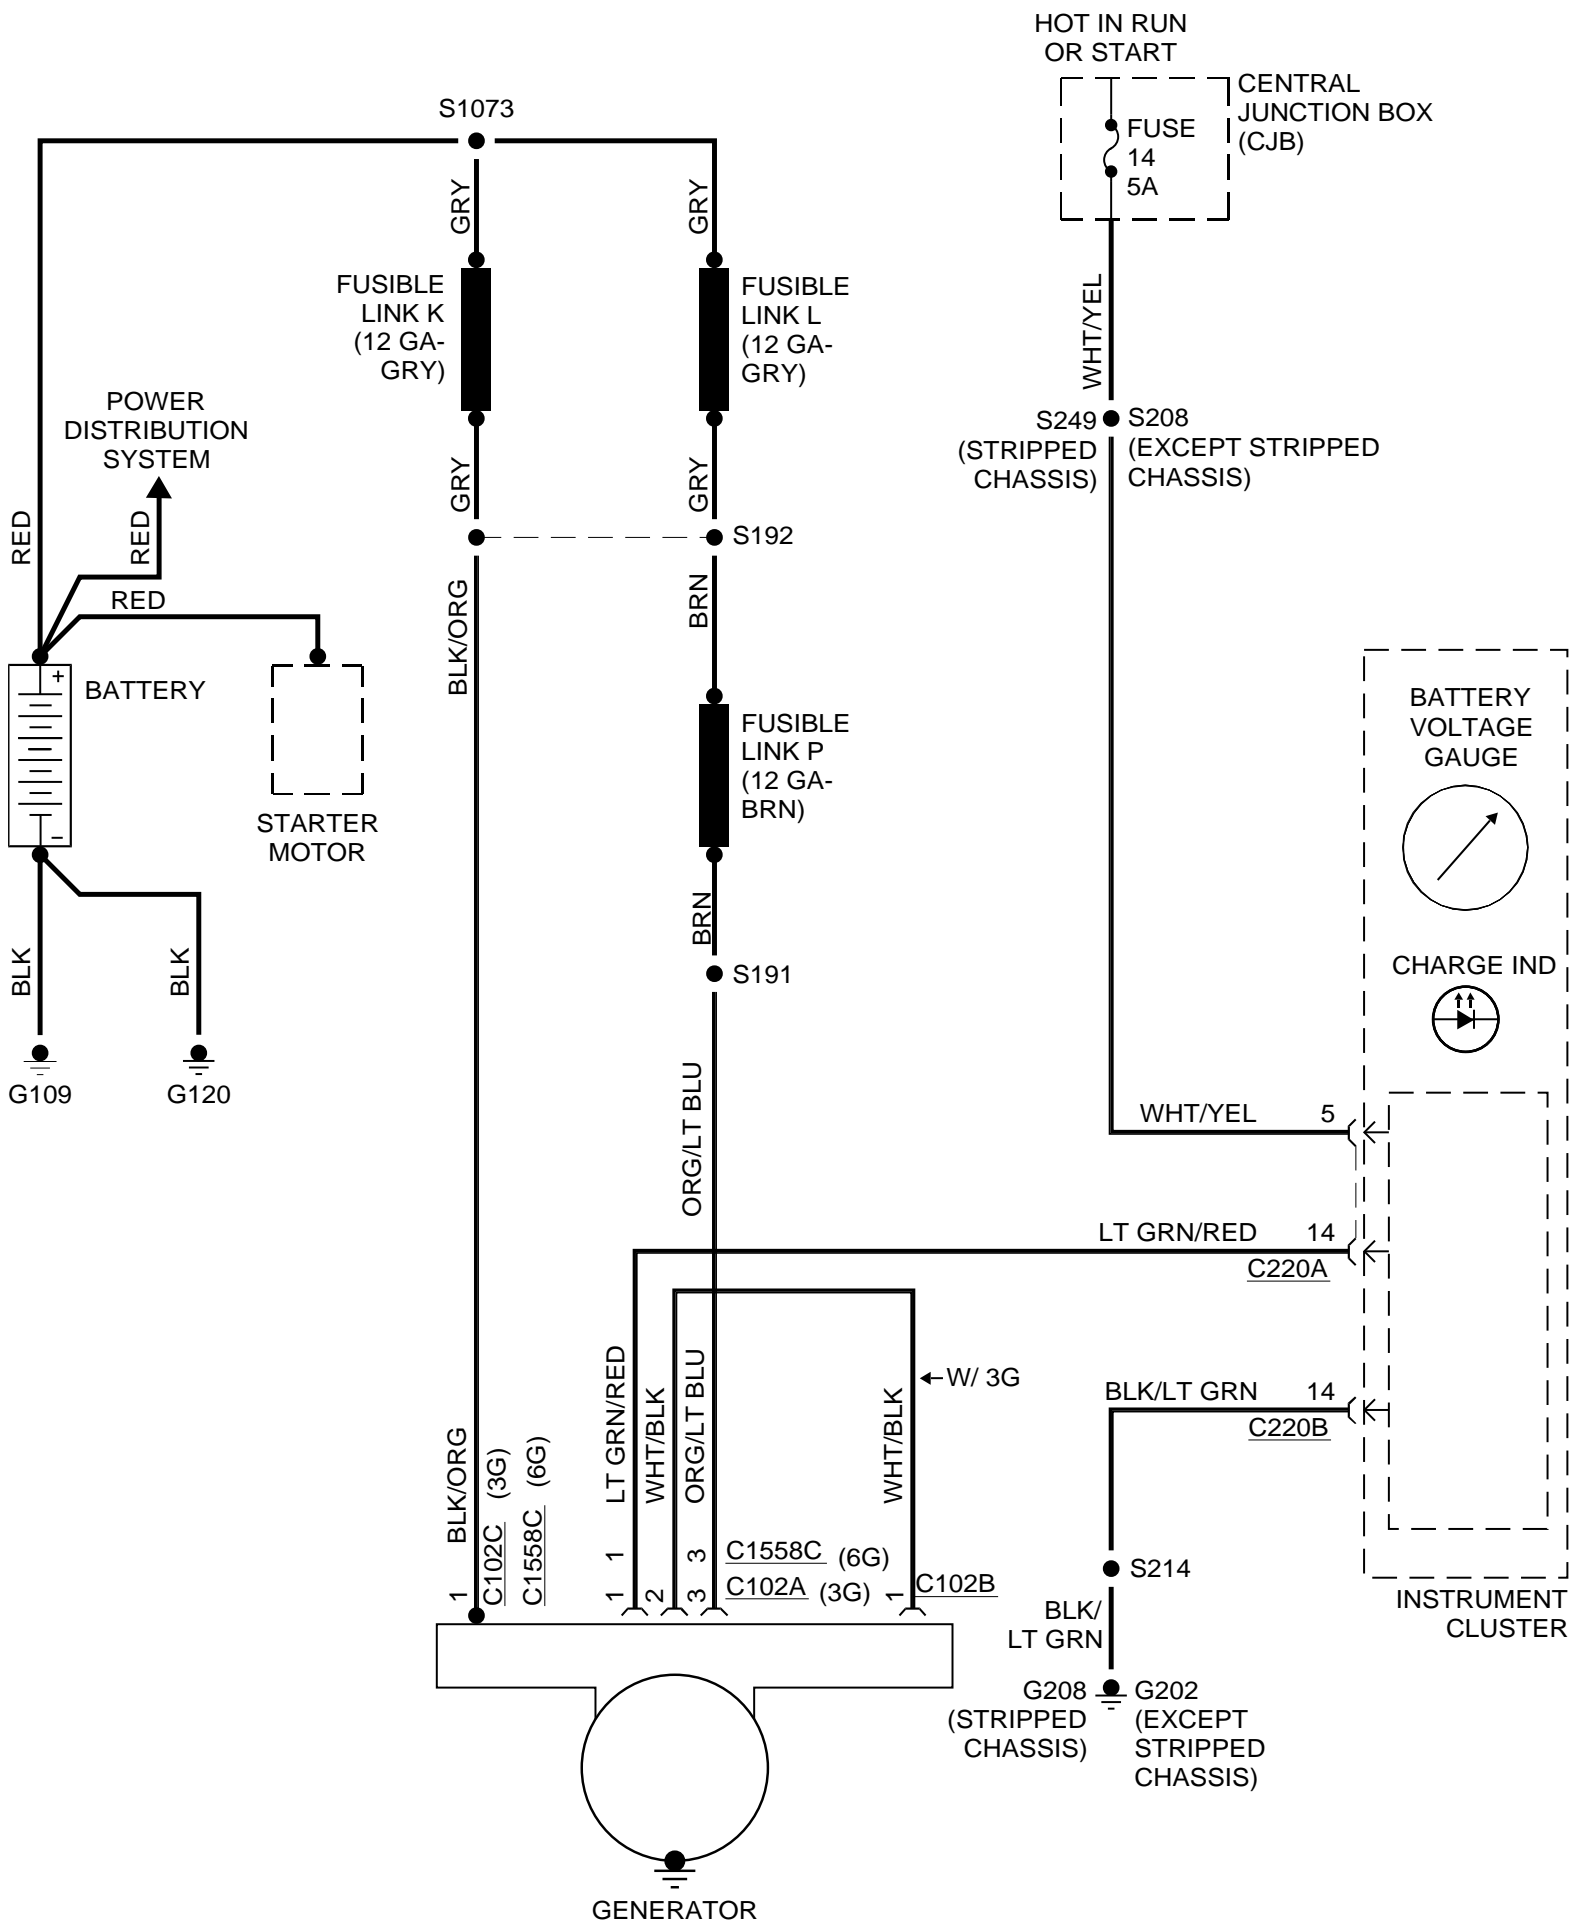 HOT IN RUN
OR START
CENTRAL
JUNCTION BOX
(CJB)
FUSE
14
5A
S1073
GRY
GRY
WHT/YEL
FUSIBLE
LINK K
(12 GA-
GRY)
FUSIBLE
LINK L
(12 GA-
GRY)
POWER
DISTRIBUTION
SYSTEM
S249
(STRIPPED
CHASSIS)
S208
(EXCEPT STRIPPED
CHASSIS)
RED
RED
GRY
GRY
S192
RED
BLK/ORG
BRN
+
BATTERY
–
STARTER
MOTOR
FUSIBLE
LINK P
(12 GA-
BRN)
BATTERY
VOLTAGE
GAUGE
BRN
BLK
BLK
S191
CHARGE IND
G109
G120
ORG/LT BLU
WHT/YEL 5
LT GRN/RED 14
C220A
W/ 3G
BLK/LT GRN 14
C220B
BLK/ORG
C102C (3G)
C1558C (6G)
LT GRN/RED
WHT/BLK
ORG/LT BLU
WHT/BLK
1 3 C1558C (6G)
1 1 2 3 C102A (3G) 1 C102B
S214
BLK/
LT GRN
INSTRUMENT
CLUSTER
G208
(STRIPPED
CHASSIS)
G202
(EXCEPT
STRIPPED
CHASSIS)
GENERATOR